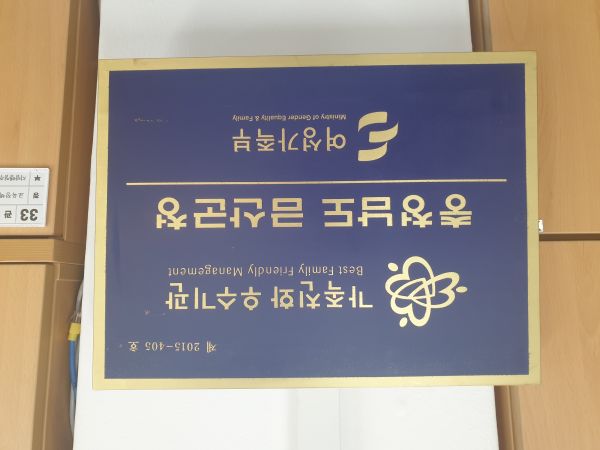 제 2015-405 호
가족친화 우수기관
Best Family Friendly Management
충청남도 금산군청
여성가족부
Ministry of Gender Equality & Family
33